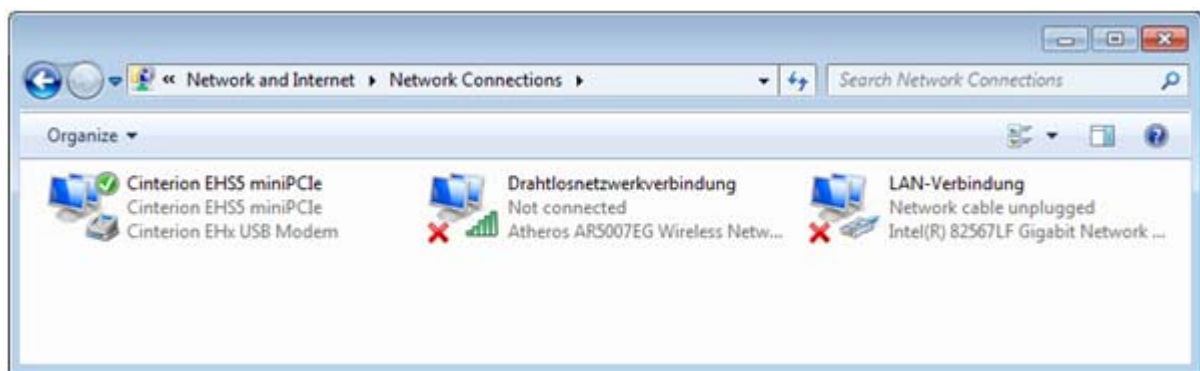 « Network and Internet ▸ Network Connections ▸
Search Network Connections
Organize
Cinterion EHS5 miniPCIe
Cinterion EHS5 miniPCIe
Cinterion EHx USB Modem
Drahtlosnetzwerkverbindung
Not connected
Atheros AR5007EG Wireless Netw...
LAN-Verbindung
Network cable unplugged
Intel(R) 82567LF Gigabit Network ...